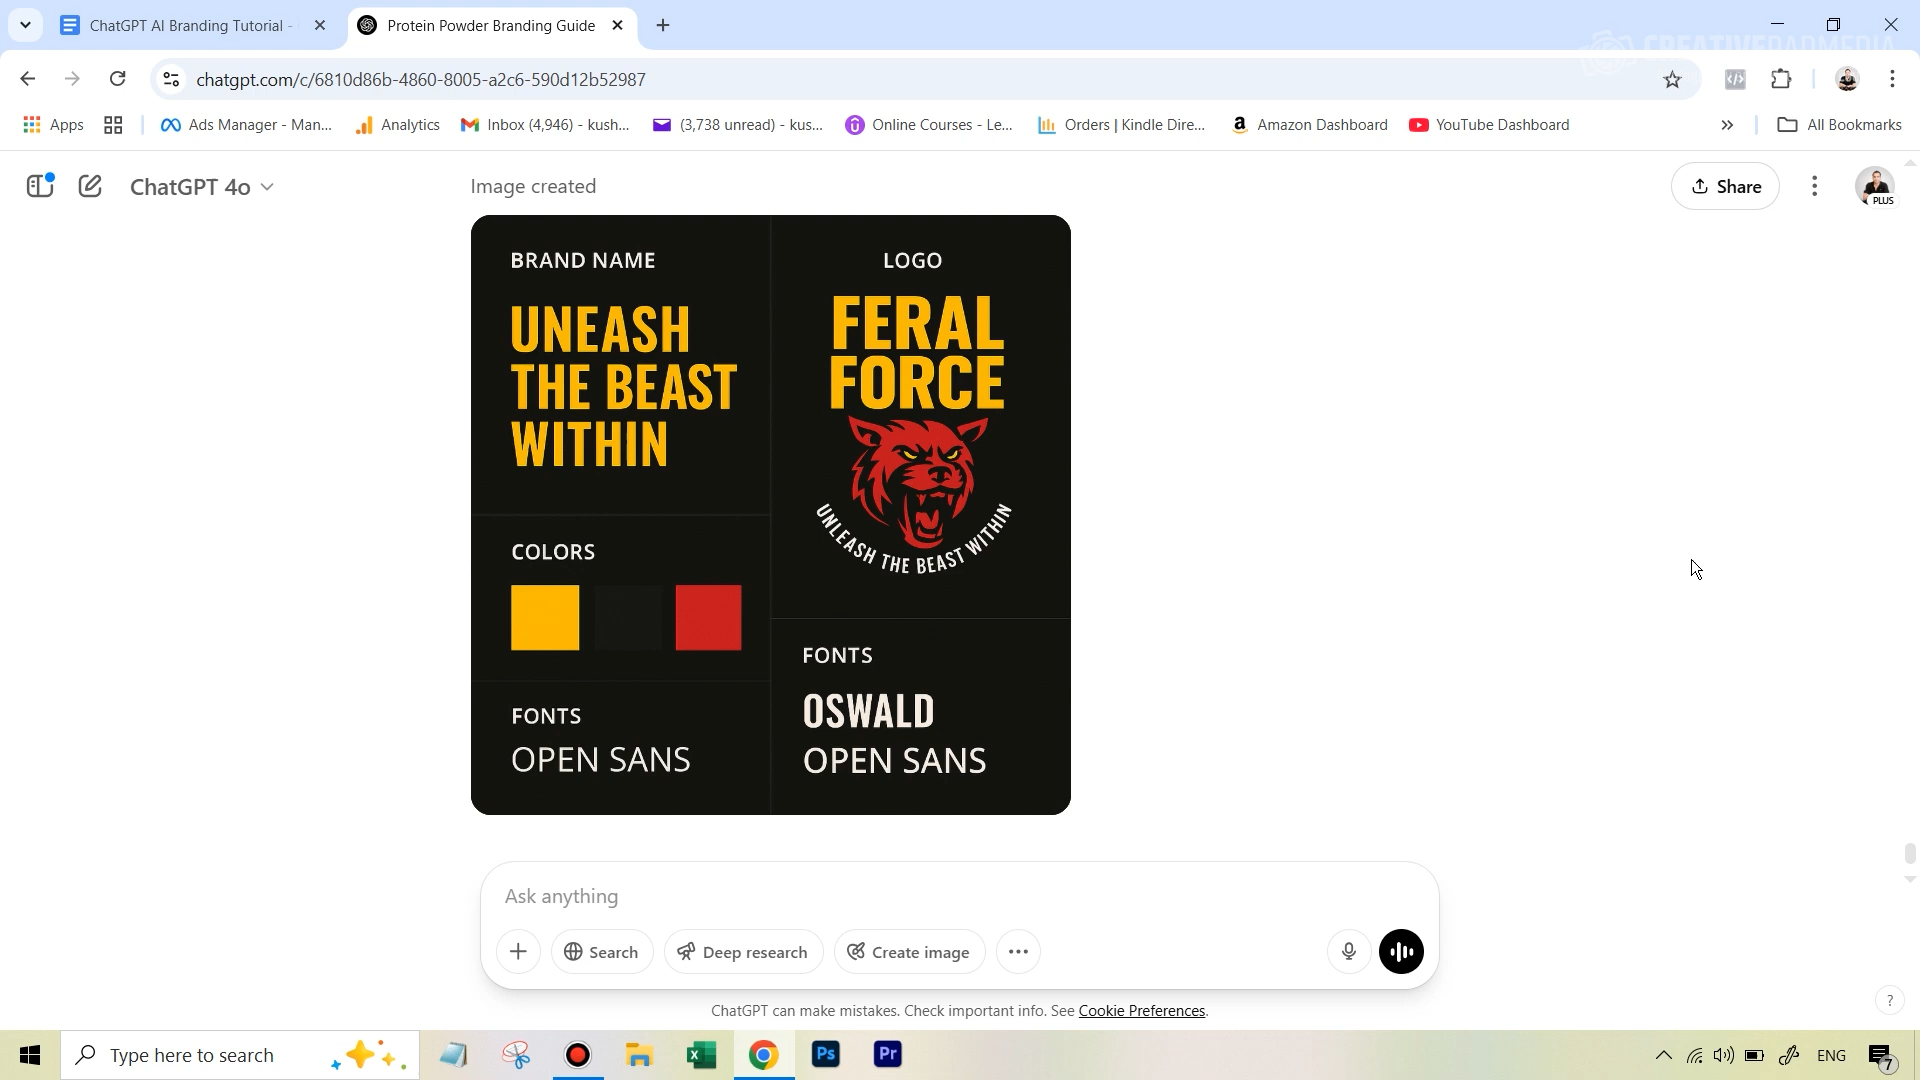 ChatGPT AI Branding Tutorial -
Protein Powder Branding Guide
CREATIVEDADMEDIA
chatgpt.com/c/6810d86b-4860-8005-a2c6-590d12b52987
Apps
Ads Manager - Man...
Analytics
Inbox (4,946) - kush...
(3,738 unread) - kus...
Online Courses - Le...
Orders | Kindle Dire...
Amazon Dashboard
YouTube Dashboard
All Bookmarks
ChatGPT 4o
Image created
Share
PLUS
BRAND NAME
UNEASH
THE BEAST
WITHIN
COLORS
FONTS
OPEN SANS
LOGO
FERAL
FORCE
UNLEASH THE BEAST WITHIN
FONTS
OSWALD
OPEN SANS
Ask anything
Search
Deep research
Create image
ChatGPT can make mistakes. Check important info. See Cookie Preferences.
?
Type here to search
Ps
Pr
ENG
7